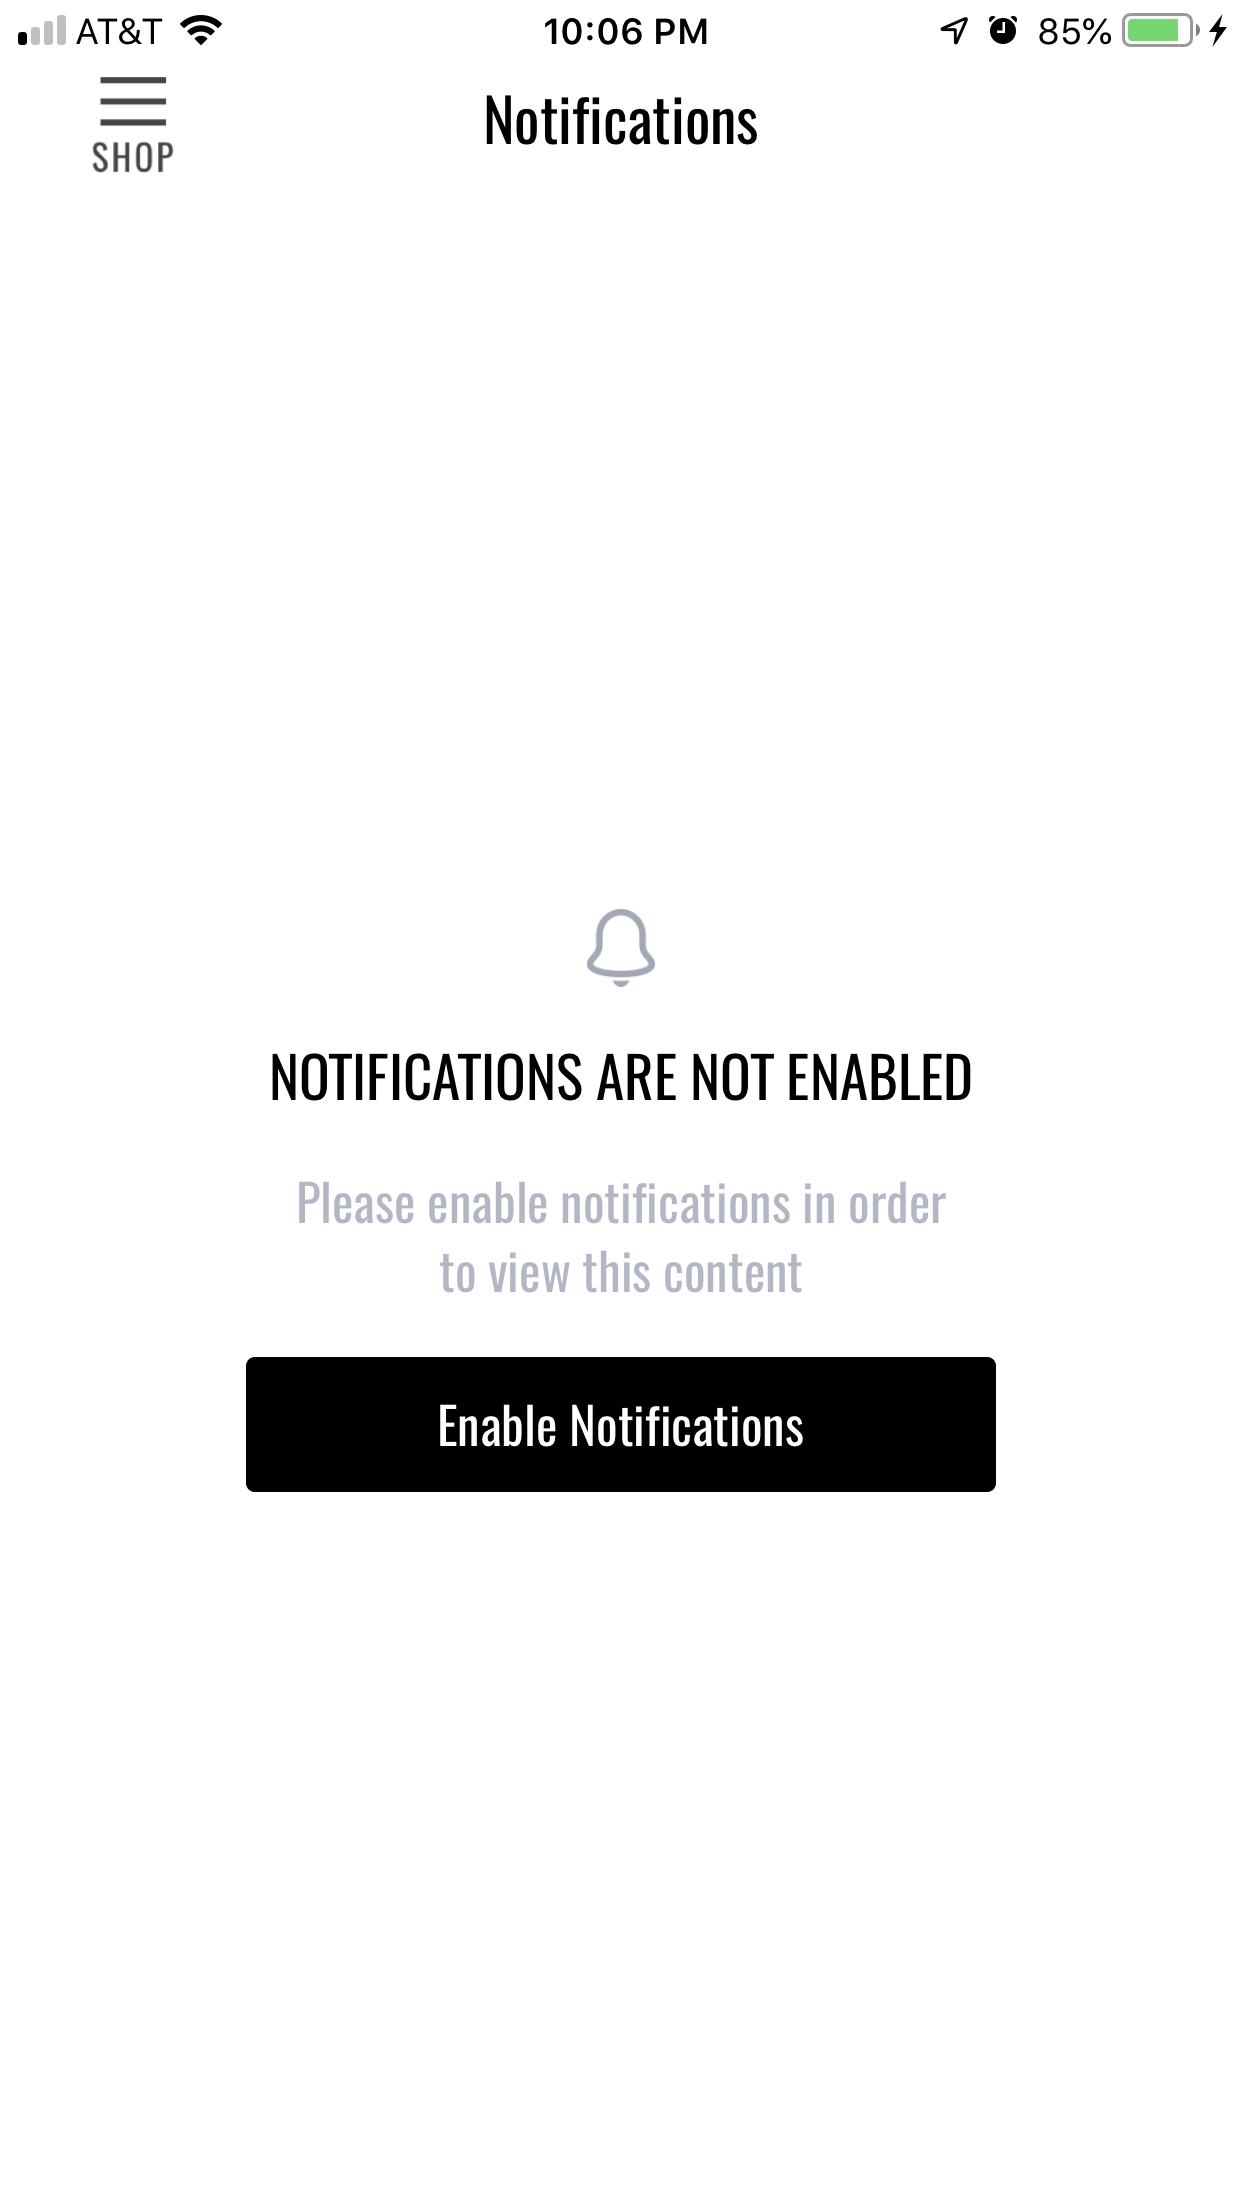 AT&T 10:06 PM 85%
SHOP
Notifications
NOTIFICATIONS ARE NOT ENABLED
Please enable notifications in order
to view this content
Enable Notifications